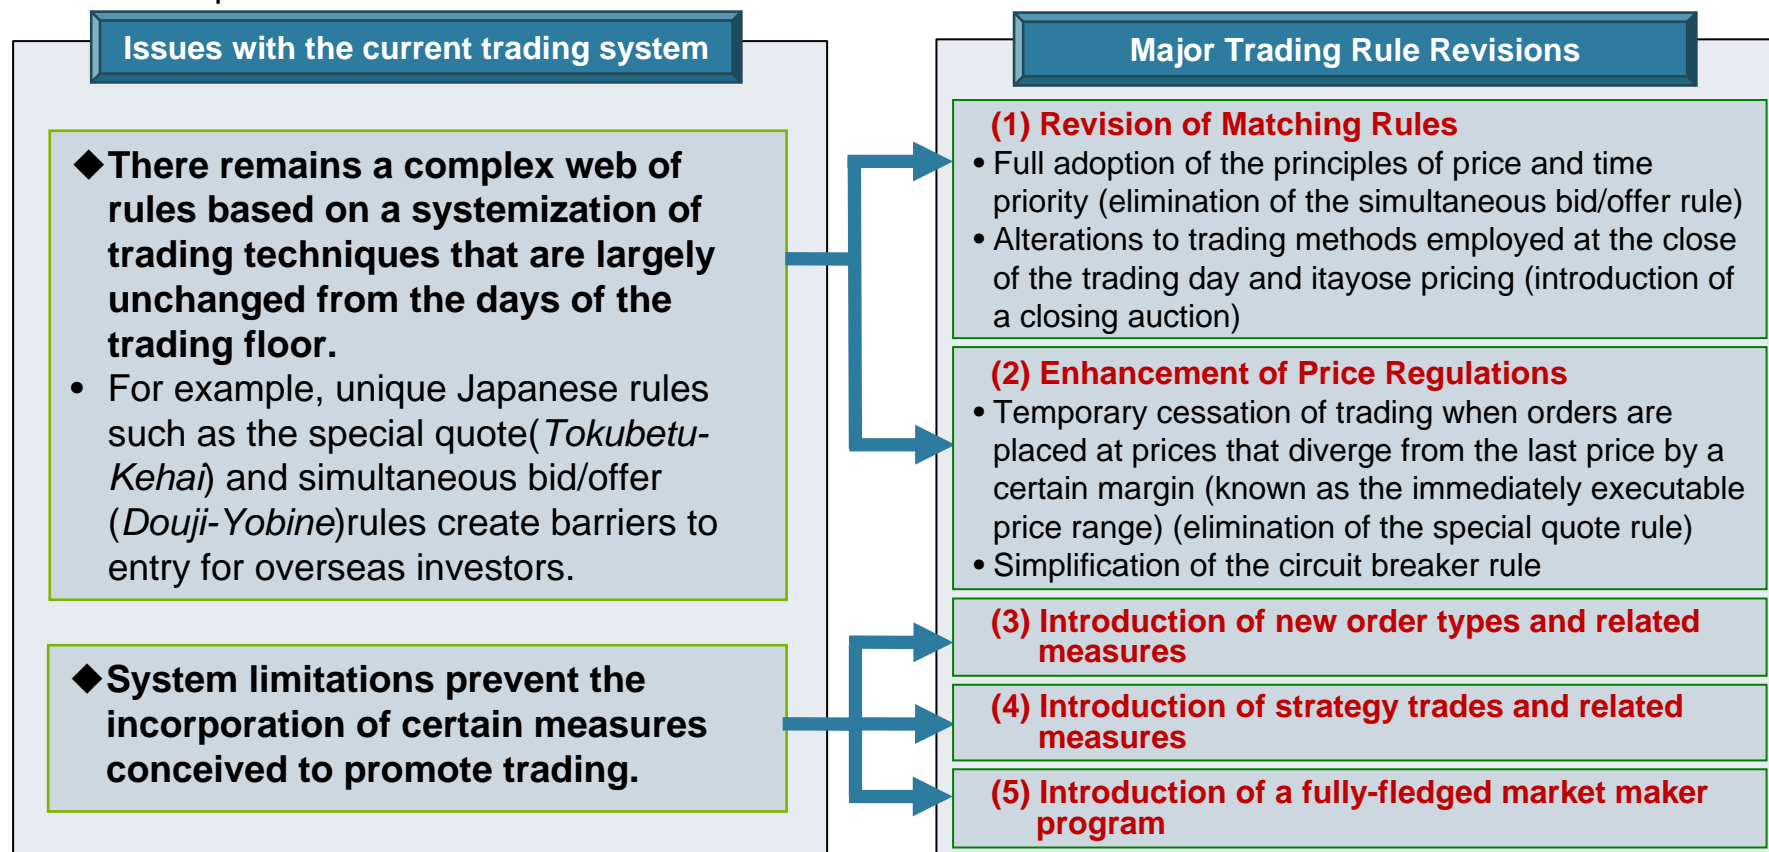 Issues with the current trading system
◆There remains a complex web of
rules based on a systemization of
trading techniques that are largely
unchanged from the days of the
trading floor.
• For example, unique Japanese rules
such as the special quote(Tokubetu-
Kehai) and simultaneous bid/offer
(Douji-Yobine)rules create barriers to
entry for overseas investors.
◆System limitations prevent the
incorporation of certain measures
conceived to promote trading.
Major Trading Rule Revisions
(1) Revision of Matching Rules
• Full adoption of the principles of price and time
priority (elimination of the simultaneous bid/offer rule)
• Alterations to trading methods employed at the close
of the trading day and itayose pricing (introduction of
a closing auction)
(2) Enhancement of Price Regulations
• Temporary cessation of trading when orders are
placed at prices that diverge from the last price by a
certain margin (known as the immediately executable
price range) (elimination of the special quote rule)
• Simplification of the circuit breaker rule
(3) Introduction of new order types and related
measures
(4) Introduction of strategy trades and related
measures
(5) Introduction of a fully-fledged market maker
program